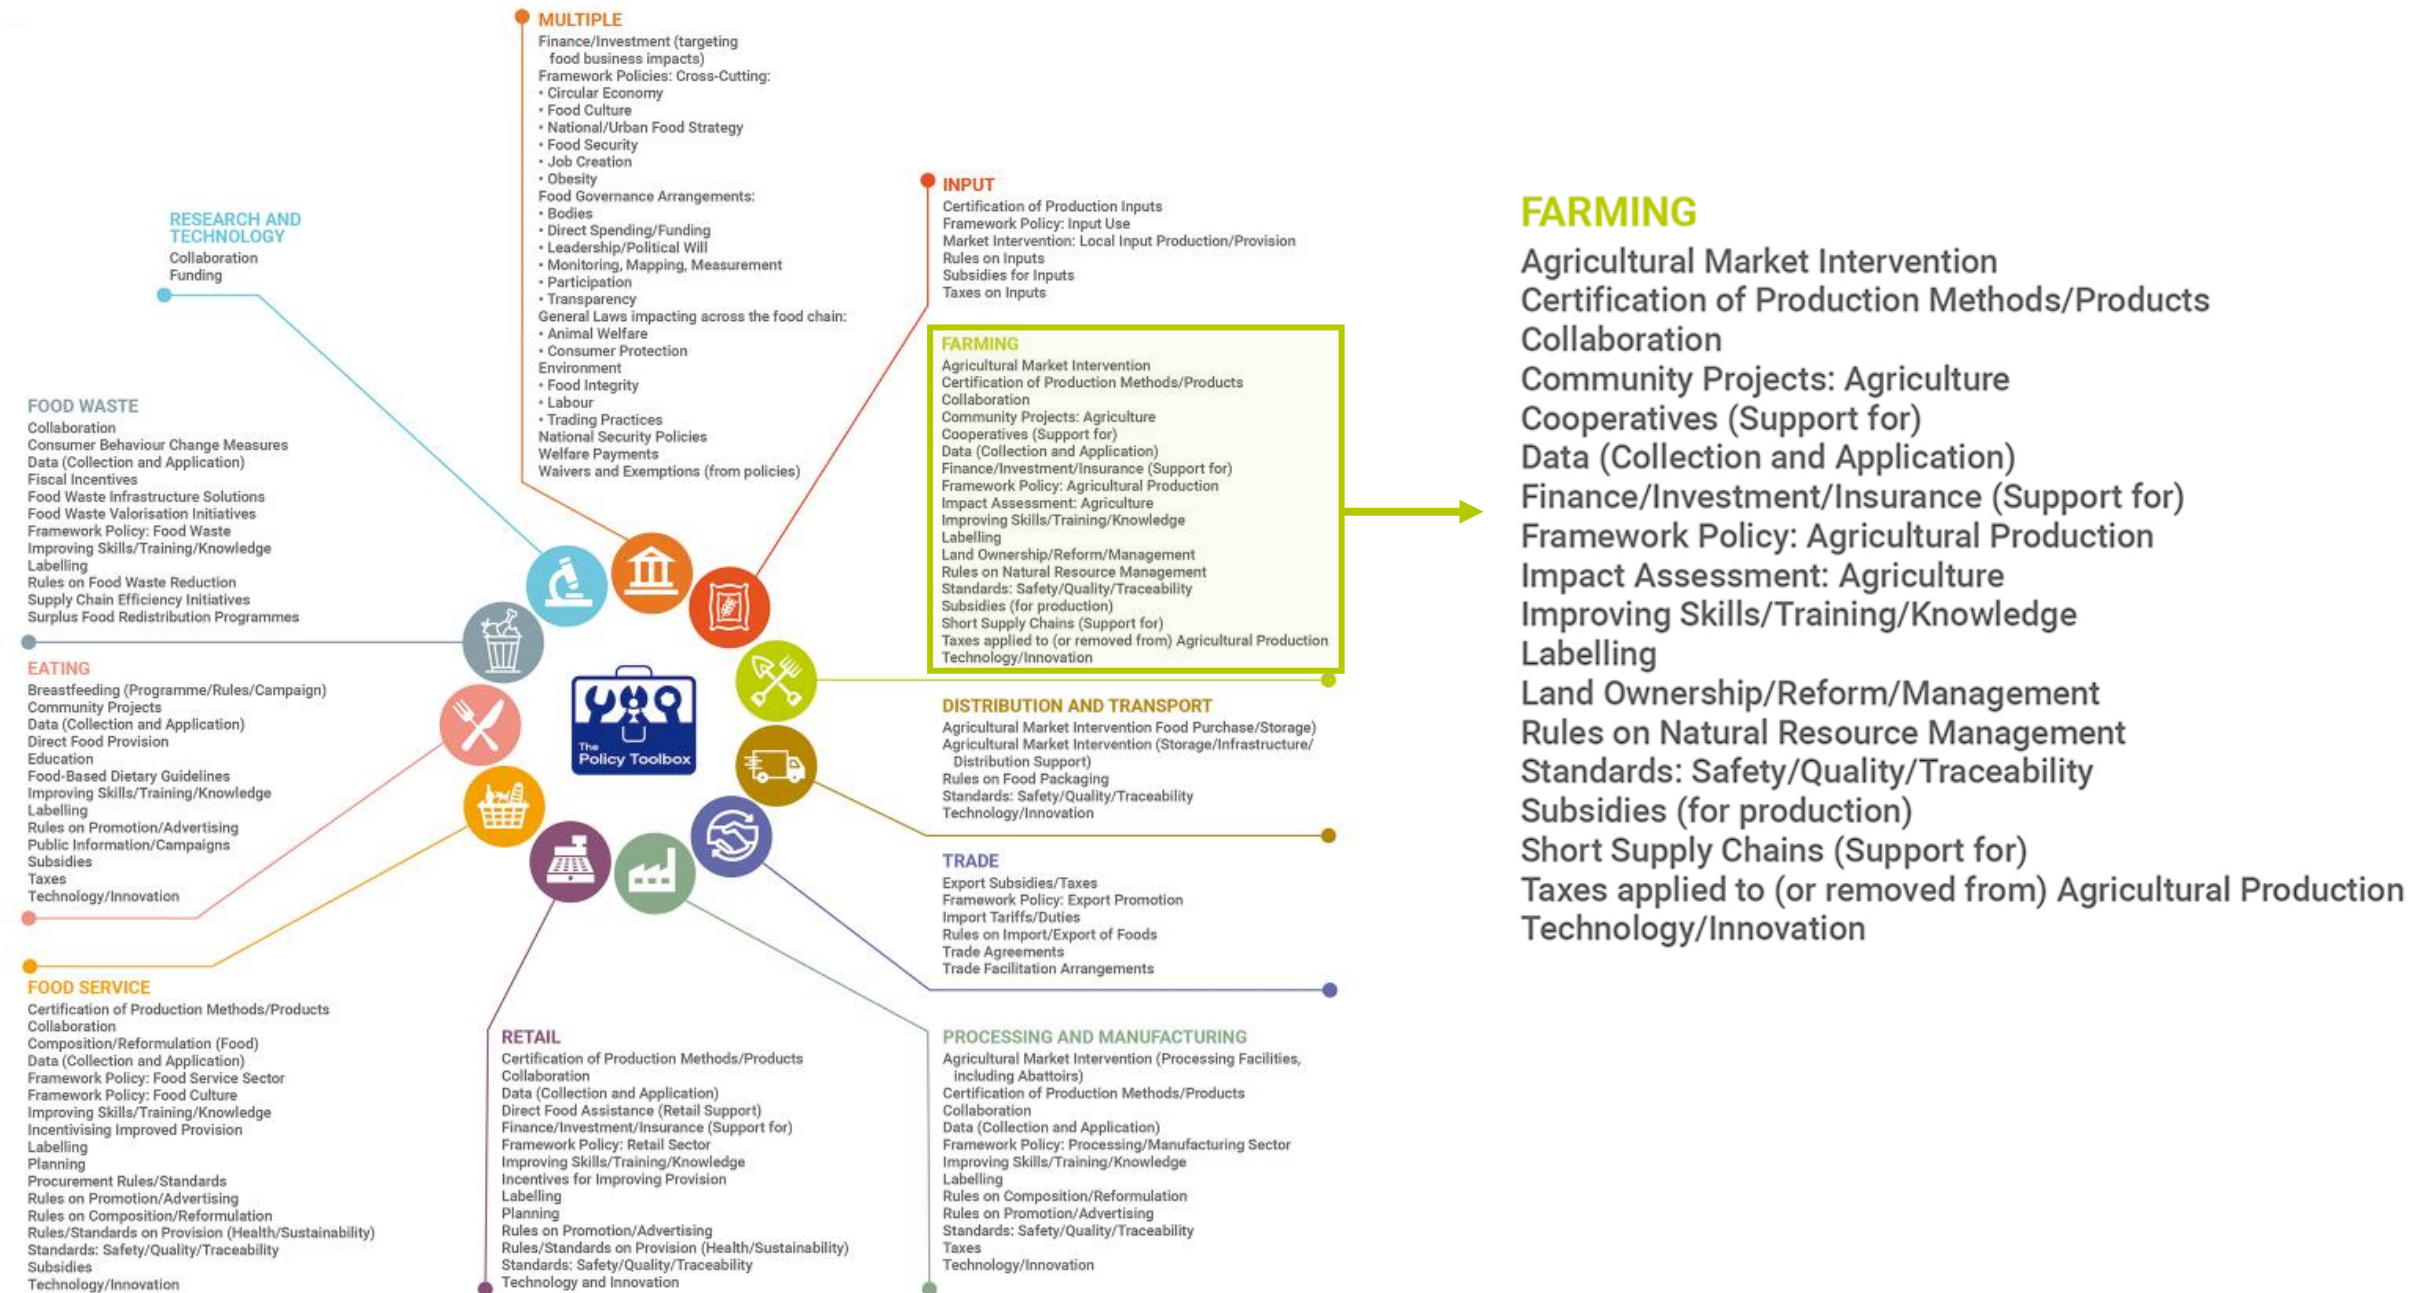 MULTIPLE
Finance/Investment (targeting
food business impacts)
Framework Policies: Cross-Cutting:
• Circular Economy
• Food Culture
• National/Urban Food Strategy
• Food Security
• Job Creation
• Obesity
Food Governance Arrangements:
• Bodies
• Direct Spending/Funding
• Leadership/Political Will
• Monitoring, Mapping, Measurement
• Participation
• Transparency
General Laws impacting across the food chain:
• Animal Welfare
• Consumer Protection
Environment
• Food Integrity
• Labour
• Trading Practices
National Security Policies
Welfare Payments
Waivers and Exemptions (from policies)
INPUT
Certification of Production Inputs
Framework Policy: Input Use
Market Intervention: Local Input Production/Provision
Rules on Inputs
Subsidies for Inputs
Taxes on Inputs
FARMING
Agricultural Market Intervention
Certification of Production Methods/Products
Collaboration
Community Projects: Agriculture
Cooperatives (Support for)
Data (Collection and Application)
Finance/Investment/Insurance (Support for)
Framework Policy: Agricultural Production
Impact Assessment: Agriculture
Improving Skills/Training/Knowledge
Labelling
Land Ownership/Reform/Management
Rules on Natural Resource Management
Standards: Safety/Quality/Traceability
Subsidies (for production)
Short Supply Chains (Support for)
Taxes applied to (or removed from) Agricultural Production
Technology/Innovation
DISTRIBUTION AND TRANSPORT
Agricultural Market Intervention Food Purchase/Storage)
Agricultural Market Intervention (Storage/Infrastructure/
Distribution Support)
Rules on Food Packaging
Standards: Safety/Quality/Traceability
Technology/Innovation
TRADE
Export Subsidies/Taxes
Framework Policy: Export Promotion
Import Tariffs/Duties
Rules on Import/Export of Foods
Trade Agreements
Trade Facilitation Arrangements
PROCESSING AND MANUFACTURING
Agricultural Market Intervention (Processing Facilities,
including Abattoirs)
Certification of Production Methods/Products
Collaboration
Data (Collection and Application)
Framework Policy: Processing/Manufacturing Sector
Improving Skills/Training/Knowledge
Labelling
Rules on Composition/Reformulation
Rules on Promotion/Advertising
Standards: Safety/Quality/Traceability
Taxes
Technology/Innovation
RETAIL
Certification of Production Methods/Products
Collaboration
Data (Collection and Application)
Direct Food Assistance (Retail Support)
Finance/Investment/Insurance (Support for)
Framework Policy: Retail Sector
Improving Skills/Training/Knowledge
Incentives for Improving Provision
Labelling
Planning
Rules on Promotion/Advertising
Rules/Standards on Provision (Health/Sustainability)
Standards: Safety/Quality/Traceability
Technology and Innovation
FOOD SERVICE
Certification of Production Methods/Products
Collaboration
Composition/Reformulation (Food)
Data (Collection and Application)
Framework Policy: Food Service Sector
Framework Policy: Food Culture
Improving Skills/Training/Knowledge
Incentivising Improved Provision
Labelling
Planning
Procurement Rules/Standards
Rules on Promotion/Advertising
Rules on Composition/Reformulation
Rules/Standards on Provision (Health/Sustainability)
Standards: Safety/Quality/Traceability
Subsidies
Technology/Innovation
EATING
Breastfeeding (Programme/Rules/Campaign)
Community Projects
Data (Collection and Application)
Direct Food Provision
Education
Food-Based Dietary Guidelines
Improving Skills/Training/Knowledge
Labelling
Rules on Promotion/Advertising
Public Information/Campaigns
Subsidies
Taxes
Technology/Innovation
FOOD WASTE
Collaboration
Consumer Behaviour Change Measures
Data (Collection and Application)
Fiscal Incentives
Food Waste Infrastructure Solutions
Food Waste Valorisation Initiatives
Framework Policy: Food Waste
Improving Skills/Training/Knowledge
Labelling
Rules on Food Waste Reduction
Supply Chain Efficiency Initiatives
Surplus Food Redistribution Programmes
RESEARCH AND
TECHNOLOGY
Collaboration
Funding
The
Policy Toolbox
FARMING
Agricultural Market Intervention
Certification of Production Methods/Products
Collaboration
Community Projects: Agriculture
Cooperatives (Support for)
Data (Collection and Application)
Finance/Investment/Insurance (Support for)
Framework Policy: Agricultural Production
Impact Assessment: Agriculture
Improving Skills/Training/Knowledge
Labelling
Land Ownership/Reform/Management
Rules on Natural Resource Management
Standards: Safety/Quality/Traceability
Subsidies (for production)
Short Supply Chains (Support for)
Taxes applied to (or removed from) Agricultural Production
Technology/Innovation